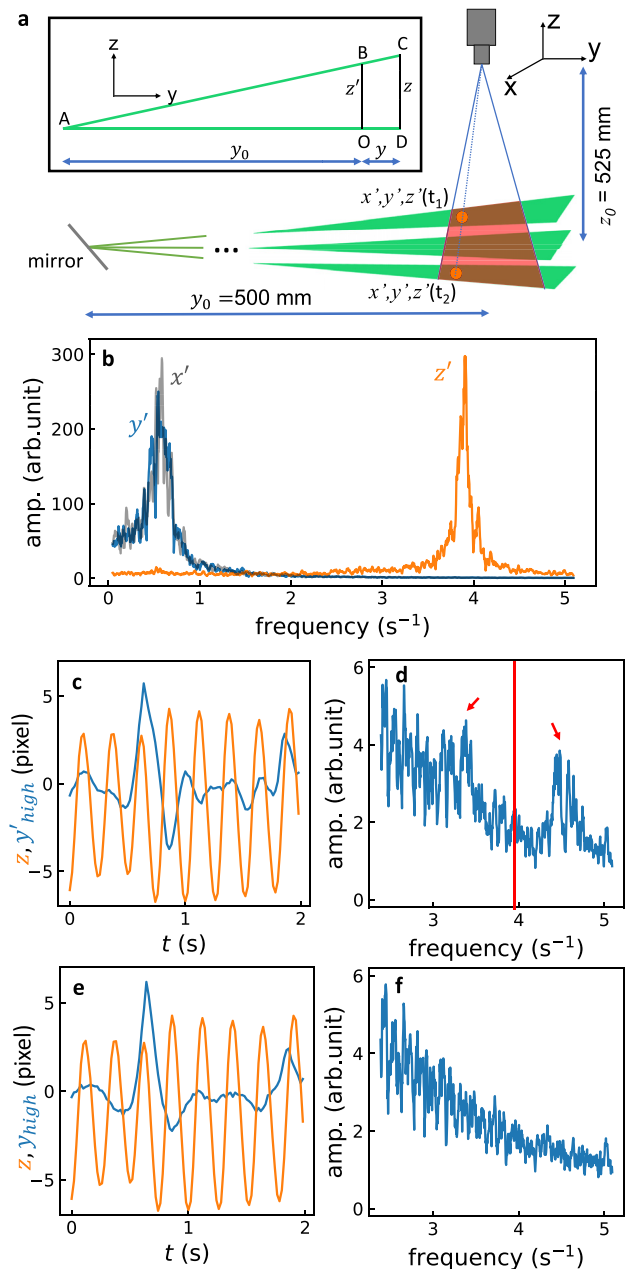 a
z
y
A
B
C
z′
z
O
D
y₀
y
z
y
x
z₀ = 525 mm
x’,y’,z’(t₁)
mirror
...
x’,y’,z’(t₂)
y₀ =500 mm
b
x′
y′
z′
amp. (arb.unit)
300
200
100
0
0 1 2 3 4 5
frequency (s⁻¹)
c
z, y′high (pixel)
5
0
−5
0 1 2
t (s)
d
amp. (arb.unit)
6
4
2
0
3 4 5
frequency (s⁻¹)
e
z, yhigh (pixel)
5
0
−5
0 1 2
t (s)
f
amp. (arb.unit)
6
4
2
0
3 4 5
frequency (s⁻¹)